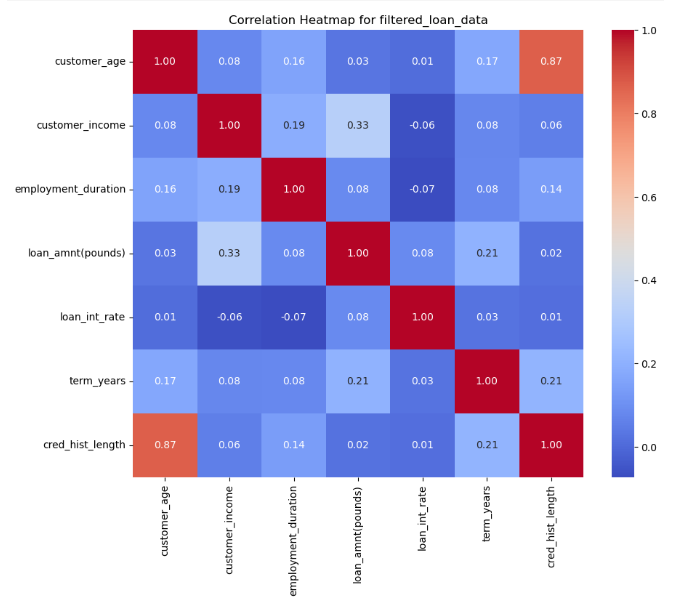 Correlation Heatmap for filtered_loan_data
customer_age 1.00 0.08 0.16 0.03 0.01 0.17 0.87
customer_income 0.08 1.00 0.19 0.33 -0.06 0.08 0.06
employment_duration 0.16 0.19 1.00 0.08 -0.07 0.08 0.14
loan_amnt(pounds) 0.03 0.33 0.08 1.00 0.08 0.21 0.02
loan_int_rate 0.01 -0.06 -0.07 0.08 1.00 0.03 0.01
term_years 0.17 0.08 0.08 0.21 0.03 1.00 0.21
cred_hist_length 0.87 0.06 0.14 0.02 0.01 0.21 1.00
customer_age
customer_income
employment_duration
loan_amnt(pounds)
loan_int_rate
term_years
cred_hist_length
1.0
0.8
0.6
0.4
0.2
0.0